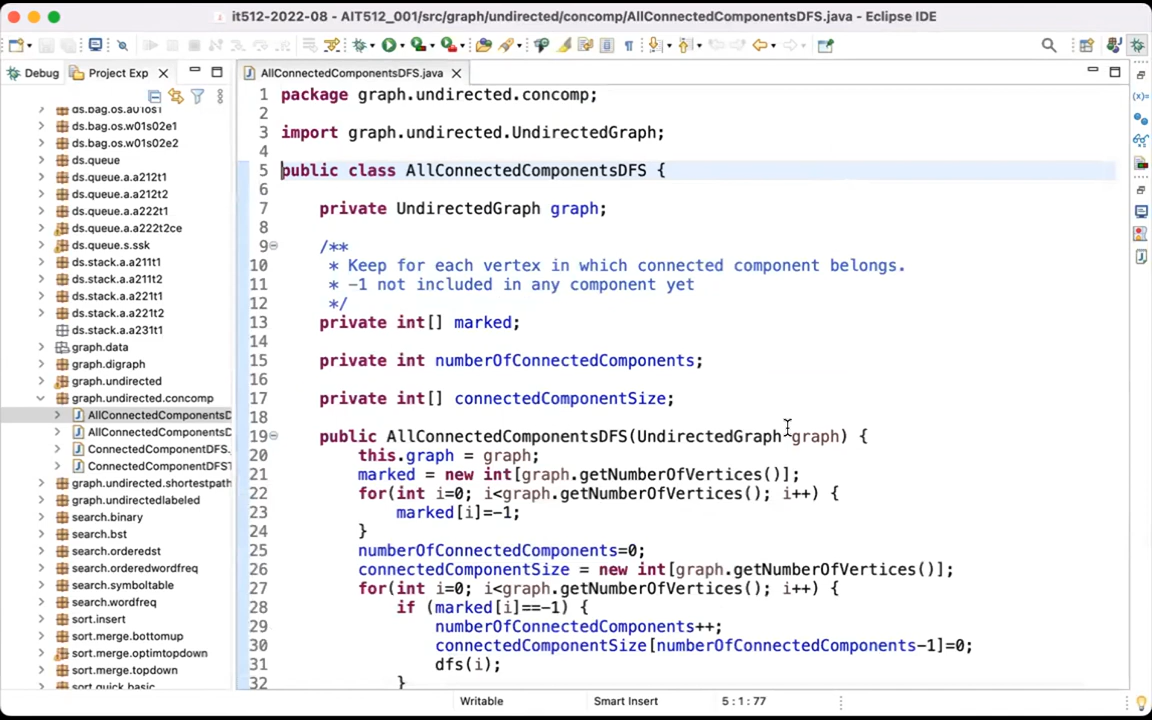 it512-2022-08 - AIT512_001/src/graph/undirected/concomp/AllConnectedComponentsDFS.java - Eclipse IDE
Debug
Project Exp
AllConnectedComponentsDFS.java
ds.bag.os.a01os1
ds.bag.os.w01s02e1
ds.bag.os.w01s02e2
ds.queue
ds.queue.a.a212t1
ds.queue.a.a212t2
ds.queue.a.a222t1
ds.queue.a.a222t2ce
ds.queue.s.ssk
ds.stack.a.a211t1
ds.stack.a.a211t2
ds.stack.a.a221t1
ds.stack.a.a221t2
ds.stack.a.a231t1
graph.data
graph.digraph
graph.undirected
graph.undirected.concomp
AllConnectedComponentsD
AllConnectedComponentsD
ConnectedComponentDFS.
ConnectedComponentDFST
graph.undirected.shortestpath
graph.undirectedlabeled
search.binary
search.bst
search.orderedst
search.orderedwordfreq
search.symboltable
search.wordfreq
sort.insert
sort.merge.bottomup
sort.merge.optimtopdown
sort.merge.topdown
sort.quick.basic
1 package graph.undirected.concomp;
2
3 import graph.undirected.UndirectedGraph;
4
5 public class AllConnectedComponentsDFS {
6
7 private UndirectedGraph graph;
8
9 /**
10 * Keep for each vertex in which connected component belongs.
11 * -1 not included in any component yet
12 */
13 private int[] marked;
14
15 private int numberOfConnectedComponents;
16
17 private int[] connectedComponentSize;
18
19 public AllConnectedComponentsDFS(UndirectedGraph graph) {
20 this.graph = graph;
21 marked = new int[graph.getNumberOfVertices()];
22 for(int i=0; i<graph.getNumberOfVertices(); i++) {
23 marked[i]=-1;
24 }
25 numberOfConnectedComponents=0;
26 connectedComponentSize = new int[graph.getNumberOfVertices()];
27 for(int i=0; i<graph.getNumberOfVertices(); i++) {
28 if (marked[i]==-1) {
29 numberOfConnectedComponents++;
30 connectedComponentSize[numberOfConnectedComponents-1]=0;
31 dfs(i);
32 }
Writable
Smart Insert
5 : 1 : 77